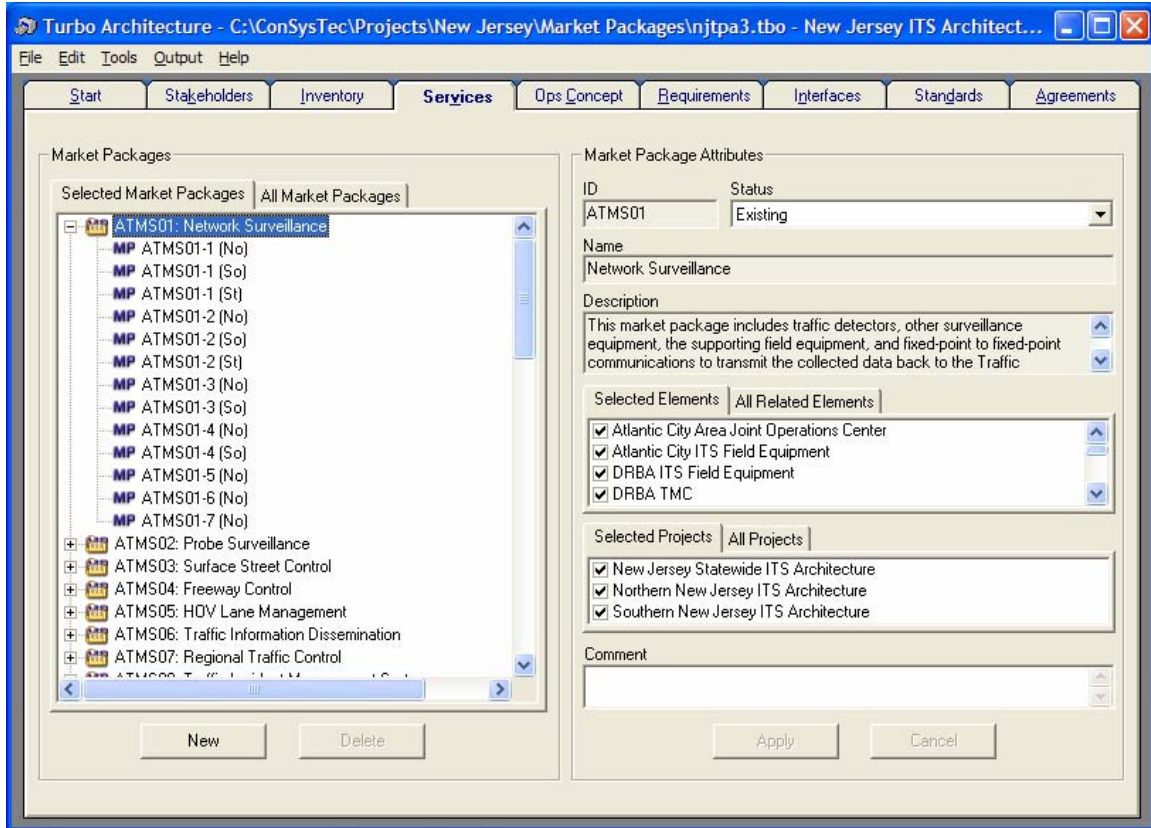 Turbo Architecture - C:\ConSysTec\Projects\New Jersey\Market Packages\njtpa3.tbo - New Jersey ITS Architect...
File Edit Tools Output Help
Start Stakeholders Inventory Services Ops Concept Requirements Interfaces Standards Agreements
Market Packages
Selected Market Packages All Market Packages
ATMS01: Network Surveillance
MP ATMS01-1 (No)
MP ATMS01-1 (So)
MP ATMS01-1 (St)
MP ATMS01-2 (No)
MP ATMS01-2 (So)
MP ATMS01-2 (St)
MP ATMS01-3 (No)
MP ATMS01-3 (So)
MP ATMS01-4 (No)
MP ATMS01-4 (So)
MP ATMS01-5 (No)
MP ATMS01-6 (No)
MP ATMS01-7 (No)
ATMS02: Probe Surveillance
ATMS03: Surface Street Control
ATMS04: Freeway Control
ATMS05: HOV Lane Management
ATMS06: Traffic Information Dissemination
ATMS07: Regional Traffic Control
New Delete
Market Package Attributes
ID Status
ATMS01 Existing
Name
Network Surveillance
Description
This market package includes traffic detectors, other surveillance
equipment, the supporting field equipment, and fixed-point to fixed-point
communications to transmit the collected data back to the Traffic
Selected Elements All Related Elements
Atlantic City Area Joint Operations Center
Atlantic City ITS Field Equipment
DRBA ITS Field Equipment
DRBA TMC
Selected Projects All Projects
New Jersey Statewide ITS Architecture
Northern New Jersey ITS Architecture
Southern New Jersey ITS Architecture
Comment
Apply Cancel